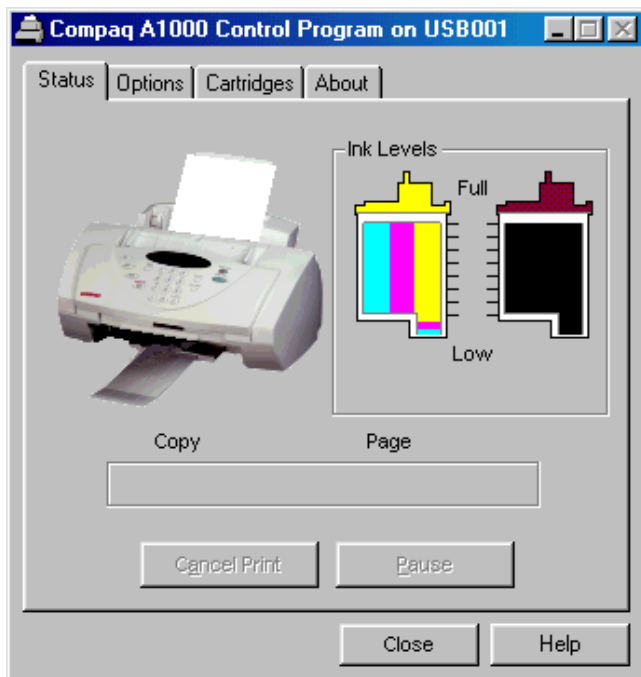 Compaq A1000 Control Program on USB001
Status Options Cartridges About
Ink Levels
Full
Low
Copy Page
Cancel Print Pause
Close Help